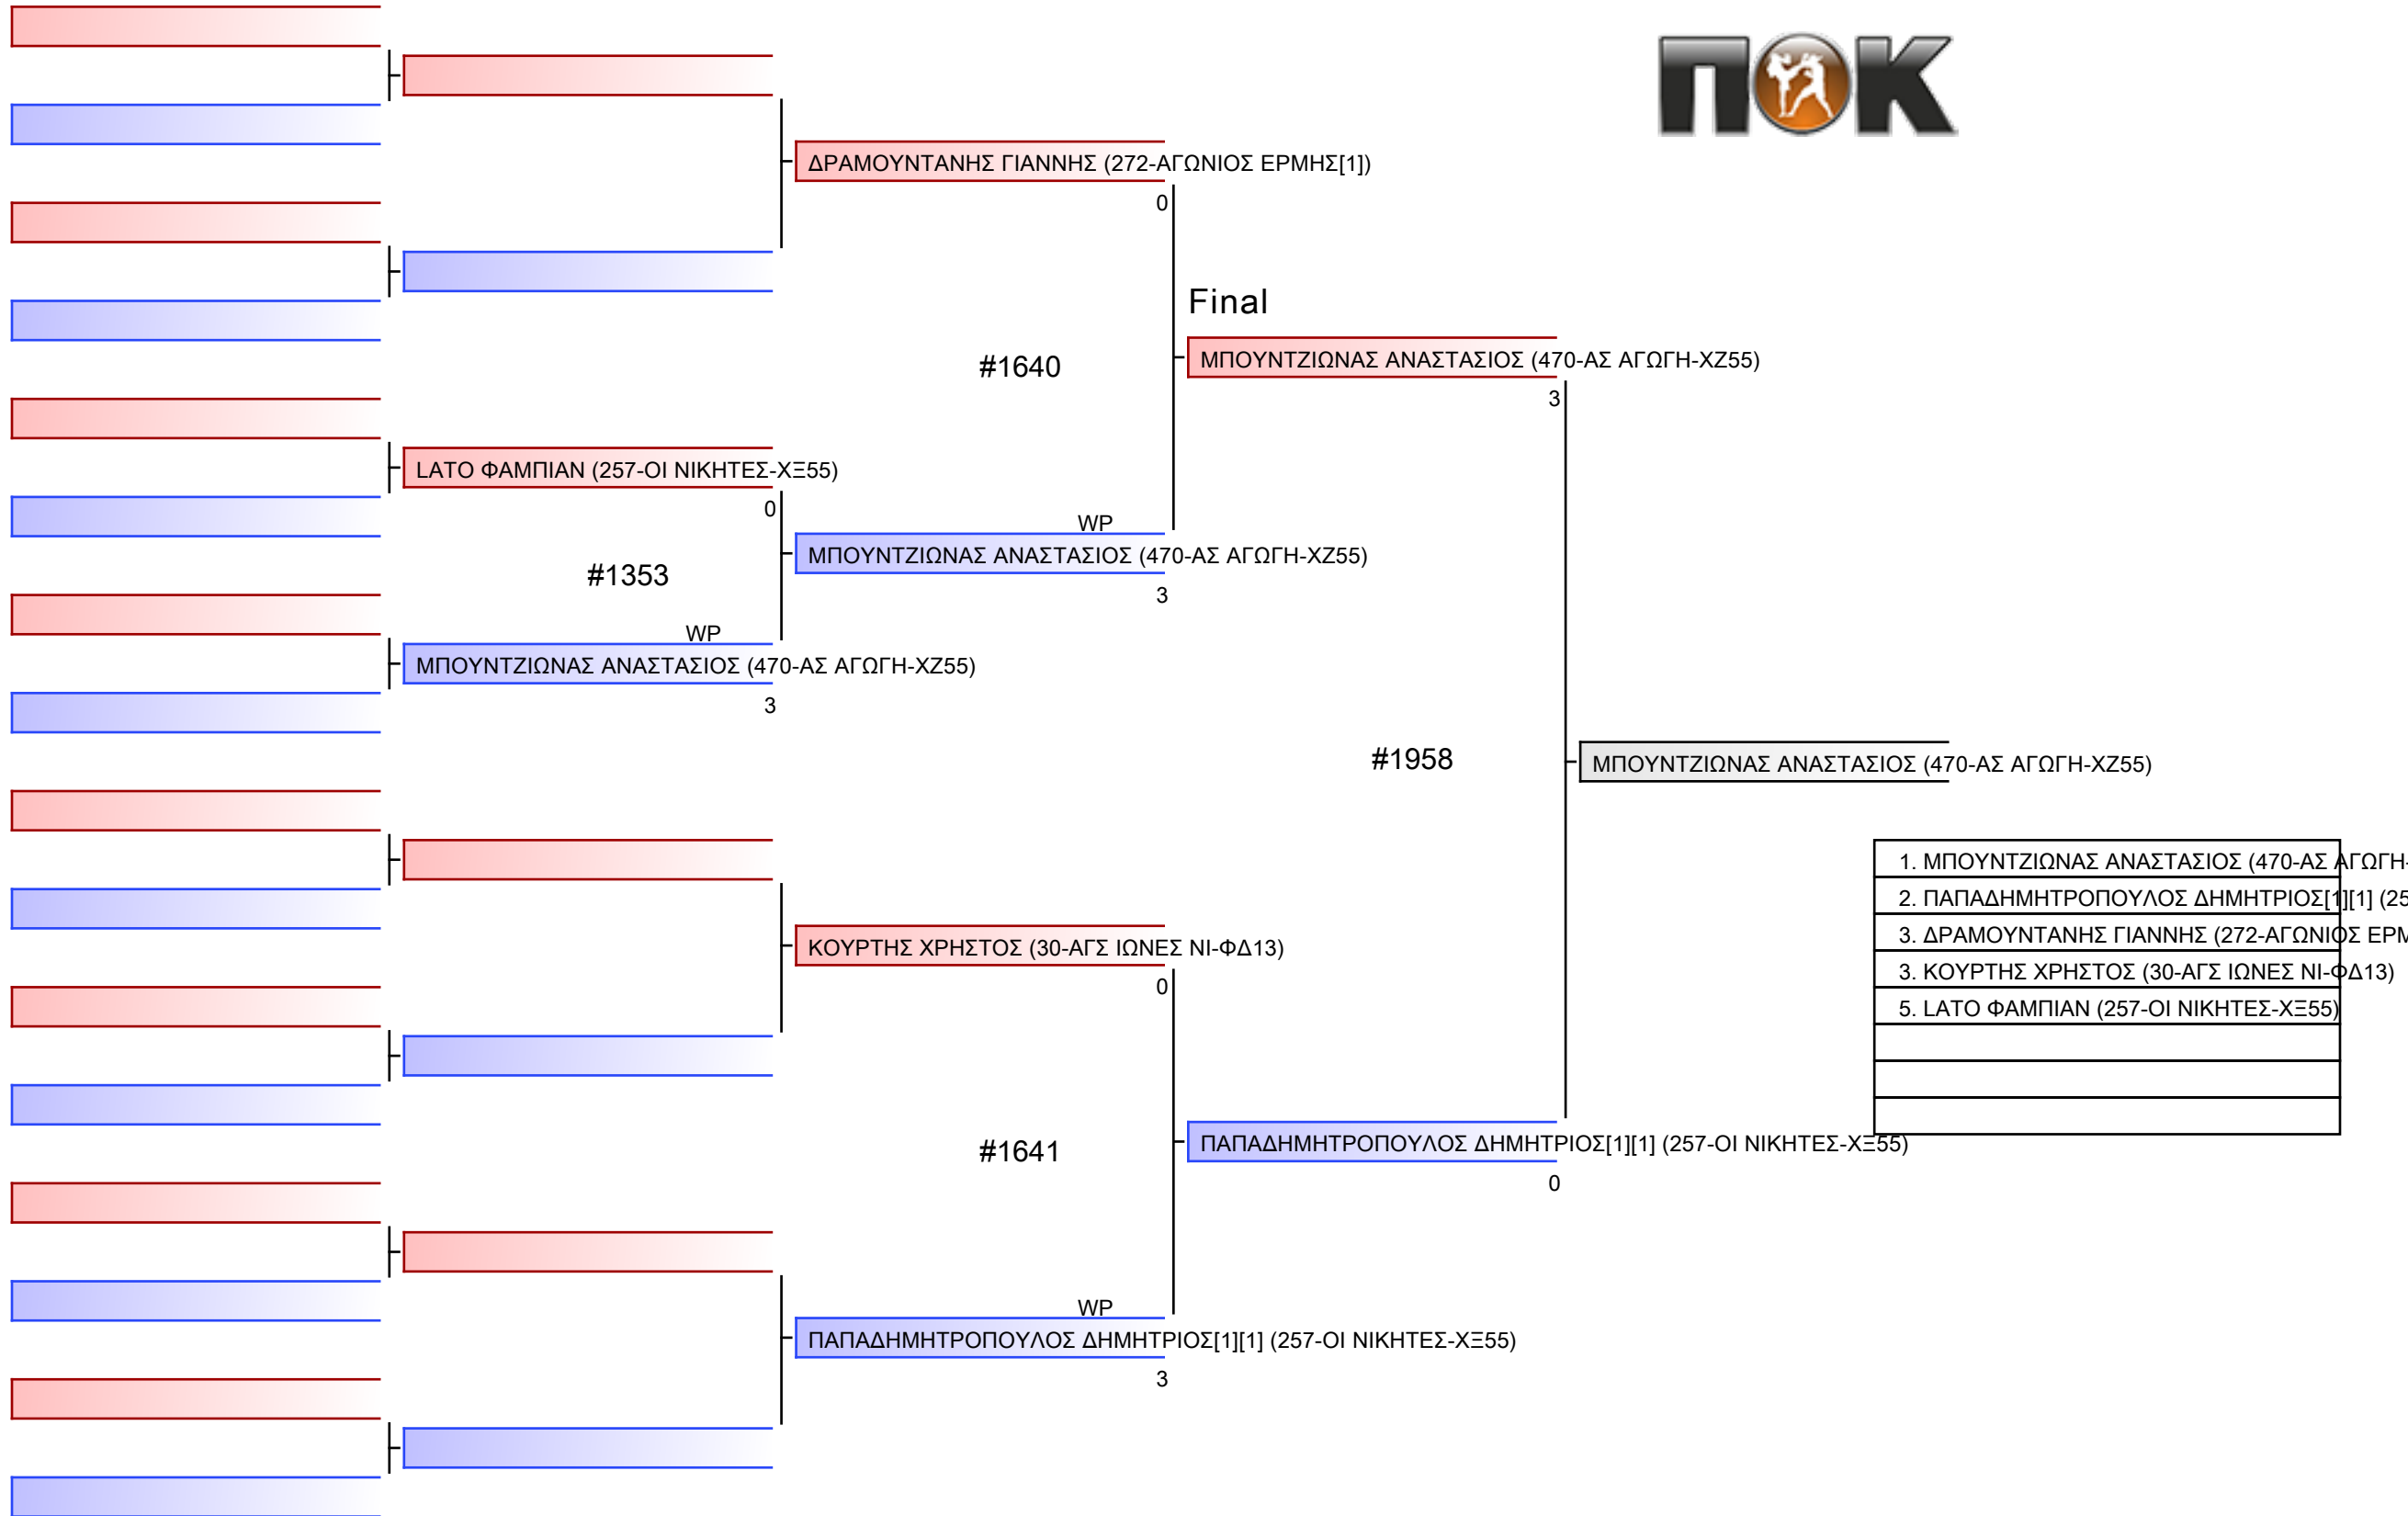 ΠΟΚ
ΔΡΑΜΟΥΝΤΑΝΗΣ ΓΙΑΝΝΗΣ (272-ΑΓΩΝΙΟΣ ΕΡΜΗΣ[1])
0
Final
#1640
ΜΠΟΥΝΤΖΙΩΝΑΣ ΑΝΑΣΤΑΣΙΟΣ (470-ΑΣ ΑΓΩΓΗ-ΧΖ55)
3
LATO ΦΑΜΠΙΑΝ (257-ΟΙ ΝΙΚΗΤΕΣ-ΧΞ55)
0
WP
ΜΠΟΥΝΤΖΙΩΝΑΣ ΑΝΑΣΤΑΣΙΟΣ (470-ΑΣ ΑΓΩΓΗ-ΧΖ55)
#1353
3
WP
ΜΠΟΥΝΤΖΙΩΝΑΣ ΑΝΑΣΤΑΣΙΟΣ (470-ΑΣ ΑΓΩΓΗ-ΧΖ55)
3
#1958
ΜΠΟΥΝΤΖΙΩΝΑΣ ΑΝΑΣΤΑΣΙΟΣ (470-ΑΣ ΑΓΩΓΗ-ΧΖ55)
1. ΜΠΟΥΝΤΖΙΩΝΑΣ ΑΝΑΣΤΑΣΙΟΣ (470-ΑΣ ΑΓΩΓΗ-
2. ΠΑΠΑΔΗΜΗΤΡΟΠΟΥΛΟΣ ΔΗΜΗΤΡΙΟΣ[1][1] (25
3. ΔΡΑΜΟΥΝΤΑΝΗΣ ΓΙΑΝΝΗΣ (272-ΑΓΩΝΙΟΣ ΕΡΜ
3. ΚΟΥΡΤΗΣ ΧΡΗΣΤΟΣ (30-ΑΓΣ ΙΩΝΕΣ ΝΙ-ΦΔ13)
5. LATO ΦΑΜΠΙΑΝ (257-ΟΙ ΝΙΚΗΤΕΣ-ΧΞ55)
ΚΟΥΡΤΗΣ ΧΡΗΣΤΟΣ (30-ΑΓΣ ΙΩΝΕΣ ΝΙ-ΦΔ13)
0
#1641
ΠΑΠΑΔΗΜΗΤΡΟΠΟΥΛΟΣ ΔΗΜΗΤΡΙΟΣ[1][1] (257-ΟΙ ΝΙΚΗΤΕΣ-ΧΞ55)
0
WP
ΠΑΠΑΔΗΜΗΤΡΟΠΟΥΛΟΣ ΔΗΜΗΤΡΙΟΣ[1][1] (257-ΟΙ ΝΙΚΗΤΕΣ-ΧΞ55)
3